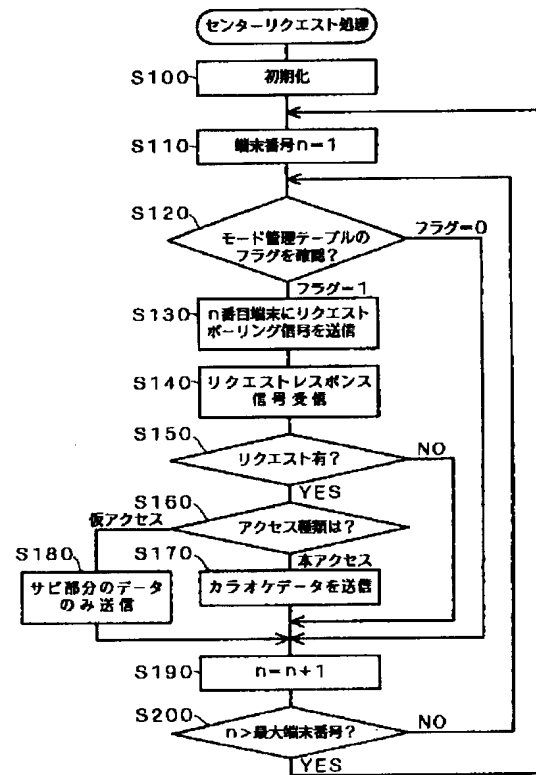 センターリクエスト処理
S100
初期化
S110
端末番号n=1
S120
モード管理テーブルの
フラグを確認?
フラグ=0
フラグ=1
S130
n番目端末にリクエスト
ポーリング信号を送信
S140
リクエストレスポンス
信号受信
S150
リクエスト有?
NO
YES
S160
アクセス種類は?
仮アクセス
本アクセス
S180
サビ部分のデータ
のみ送信
S170
カラオケデータを送信
S190
n=n+1
S200
n>最大端末番号?
NO
YES